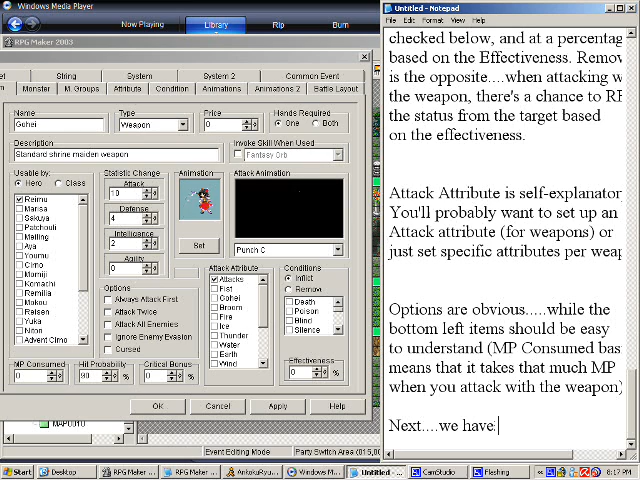 Windows Media Player
Now Playing
Library
Rip
Burn
RPG Maker 2003
String
System
System 2
Common Event
Monster
M. Groups
Attribute
Condition
Animations
Animations 2
Battle Layout
Name
Gohei
Type
Weapon
Price
0
Hands Required
One
Both
Description
Standard shrine maiden weapon
Invoke Skill When Used
Fantasy Orb
Usable by:
Hero
Class
Reimu
Marisa
Sakuya
Patchouli
Meiling
Aya
Youmu
Cirno
Momiji
Komachi
Remilia
Mokou
Reisen
Yuka
Nitori
Advent Cirno
Statistic Change
Attack
10
Defense
4
Intelligence
2
Agility
0
Animation
Set
Attack Animation
Punch C
Options
Always Attack First
Attack Twice
Attack All Enemies
Ignore Enemy Evasion
Cursed
Attack Attribute
Attacks
Fist
Gohei
Broom
Fire
Ice
Thunder
Water
Earth
Wind
Conditions
Inflict
Remove
Death
Poison
Blind
Silence
Effectiveness
0 %
MP Consumed
0
Hit Probability
90 %
Critical Bonus
0 %
OK
Cancel
Apply
Help
MAP0010
Event Editing Mode
Party Switch Area (015,00
Untitled - Notepad
File Edit Format View Help
checked below, and at a percentag
based on the Effectiveness. Remov
is the opposite....when attacking w
the weapon, there's a chance to RE
the status from the target based
on the effectiveness.
Attack Attribute is self-explanator
You'll probably want to set up an
Attack attribute (for weapons) or
just set specific attributes per weap
Options are obvious.....while the
bottom left items should be easy
to understand (MP Consumed bas
means that it takes that much MP
when you attack with the weapon)
Next....we have:
Start
Desktop
RPG Maker ...
RPG Maker ...
AnkokuRyu...
Windows M...
Untitled - ...
CamStudio
Flashing
8:17 PM